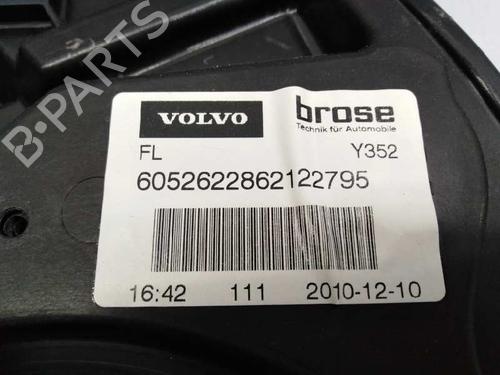 VOLVO
brose
Technik für Automobile
FL
Y352
6052622862122795
16:42 111 2010-12-10
B-PARTS